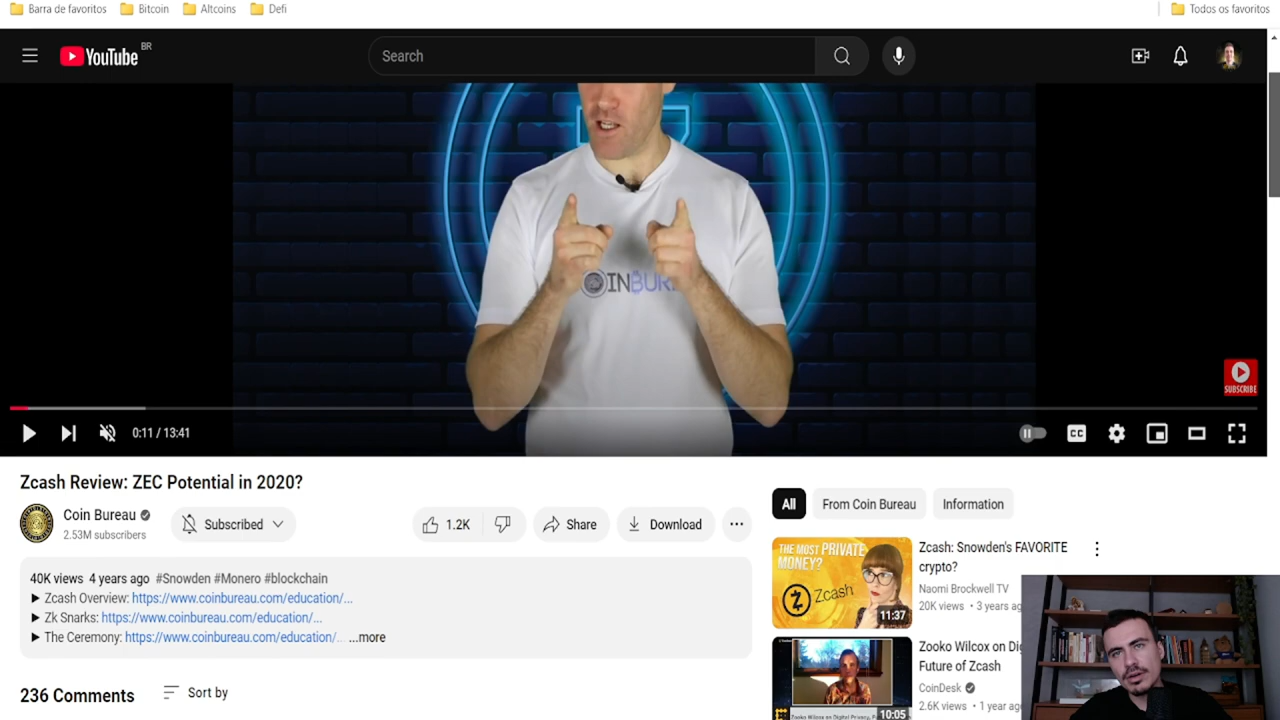 Barra de favoritos Bitcoin Altcoins Defi Todos os favoritos
YouTube BR Search
SUBSCRIBE
0:11 / 13:41 CC
Zcash Review: ZEC Potential in 2020?
Coin Bureau
2.53M subscribers
Subscribed
1.2K Share Download
40K views 4 years ago #Snowden #Monero #blockchain
► Zcash Overview: https://www.coinbureau.com/education/...
► Zk Snarks: https://www.coinbureau.com/education/...
► The Ceremony: https://www.coinbureau.com/education/... ...more
236 Comments Sort by
All From Coin Bureau Information
THE MOST PRIVATE
MONEY?
Zcash
11:37
Zcash: Snowden's FAVORITE
crypto?
Naomi Brockwell TV
20K views • 3 years ag
10:05
Zooko Wilcox on Dig
Future of Zcash
CoinDesk
2.6K views • 1 year ago